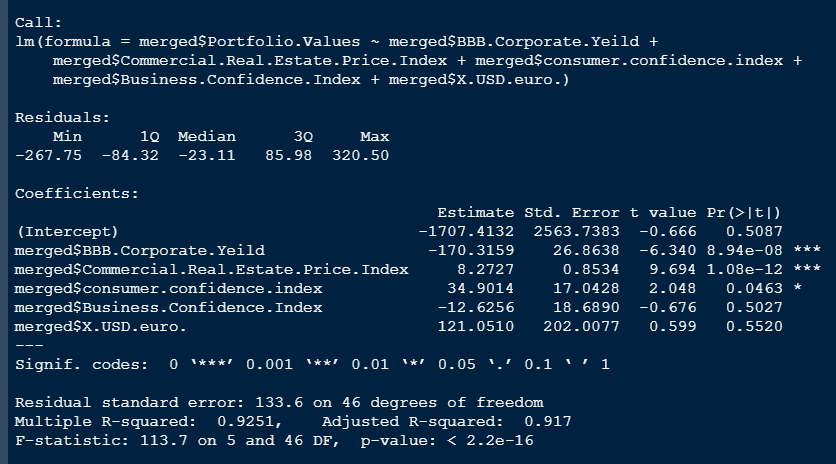 Call:
lm(formula = merged$Portfolio.Values ~ merged$BBB.Corporate.Yeild +
    merged$Commercial.Real.Estate.Price.Index + merged$consumer.confidence.index +
    merged$Business.Confidence.Index + merged$X.USD.euro.)
Residuals:
    Min      1Q  Median      3Q     Max
-267.75  -84.32  -23.11   85.98  320.50
Coefficients:
                                            Estimate Std. Error t value Pr(>|t|)
(Intercept)                               -1707.4132  2563.7383  -0.666   0.5087
merged$BBB.Corporate.Yeild                 -170.3159    26.8638  -6.340 8.94e-08 ***
merged$Commercial.Real.Estate.Price.Index     8.2727     0.8534   9.694 1.08e-12 ***
merged$consumer.confidence.index             34.9014    17.0428   2.048   0.0463 *
merged$Business.Confidence.Index            -12.6256    18.6890  -0.676   0.5027
merged$X.USD.euro.                          121.0510   202.0077   0.599   0.5520
---
Signif. codes:  0 ‘***’ 0.001 ‘**’ 0.01 ‘*’ 0.05 ‘.’ 0.1 ‘ ’ 1
Residual standard error: 133.6 on 46 degrees of freedom
Multiple R-squared:  0.9251,    Adjusted R-squared:  0.917
F-statistic: 113.7 on 5 and 46 DF,  p-value: < 2.2e-16